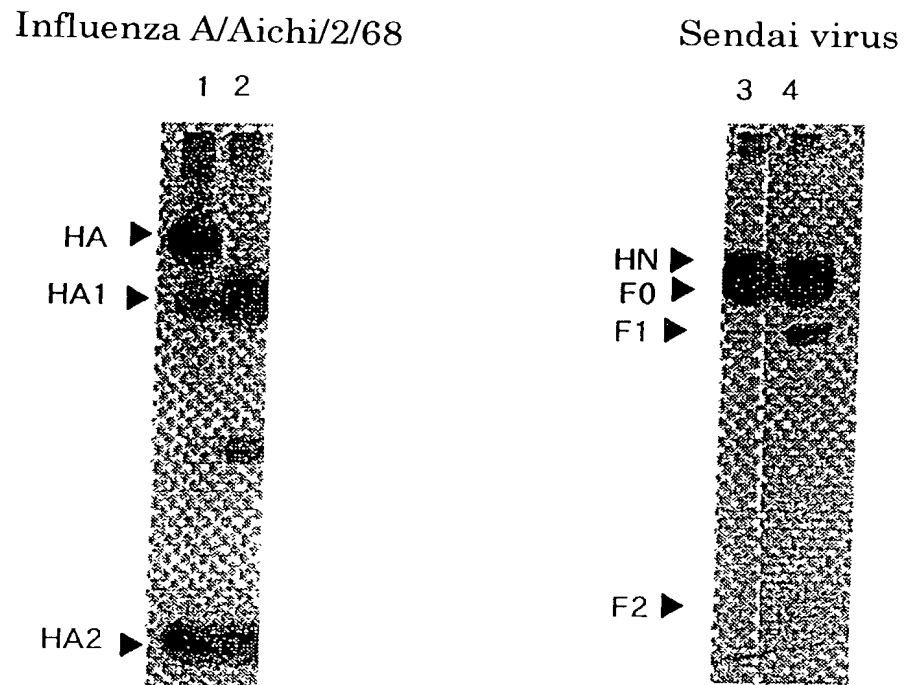 Influenza A/Aichi/2/68
1 2
HA
HA1
HA2
Sendai virus
3 4
HN
F0
F1
F2